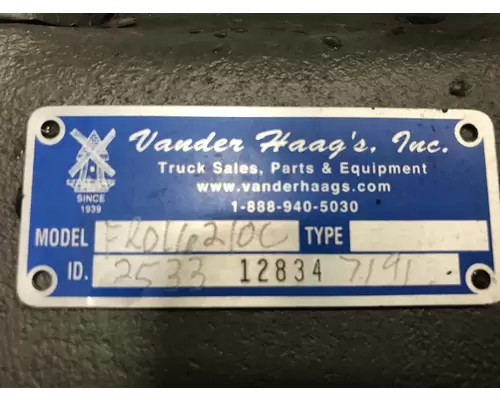 Vander Haag's, Inc.
Truck Sales, Parts & Equipment
www.vanderhaags.com
1-888-940-5030
SINCE
1939
MODEL FROL16210C TYPE
ID. 2533 12834 7191